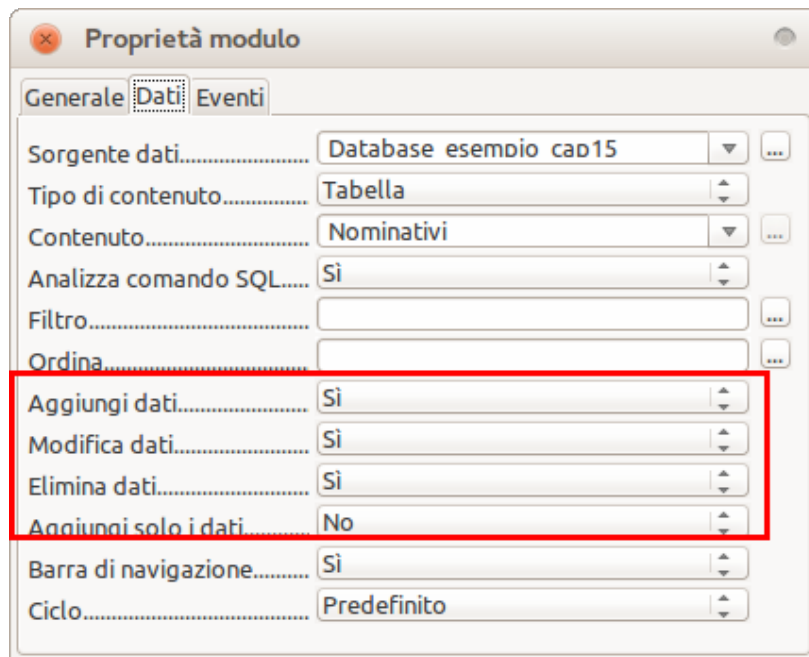 Proprietà modulo
Generale Dati Eventi
Sorgente dati........................ Database_esempio_cap15 ...
Tipo di contenuto................ Tabella
Contenuto............................. Nominativi ...
Analizza comando SQL..... Sì
Filtro....................................... ...
Ordina..................................... ...
Aggiungi dati....................... Sì
Modifica dati........................ Sì
Elimina dati........................... Sì
Aggiungi solo i dati............ No
Barra di navigazione.......... Sì
Ciclo........................................ Predefinito